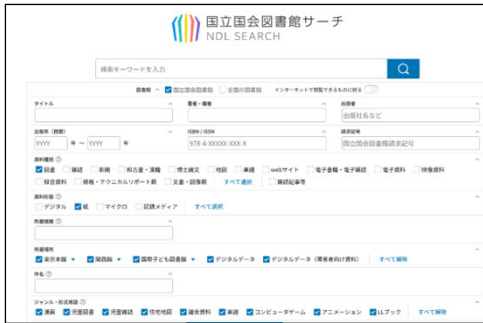 国立国会図書館サーチ
NDL SEARCH
検索キーワードを入力
図書館 国立国会図書館 全国の図書館 インターネットで閲覧できるものに絞る
タイトル 著者・編者 出版者
出版社名など
出版年(西暦) ISBN / ISSN 請求記号
YYYY 年 ~ YYYY 年 978-4-XXXXX-XXX-X 国立国会図書館請求記号
資料種別
図書 雑誌 新聞 和古書・漢籍 博士論文 地図 楽譜 webサイト 電子書籍・電子雑誌 電子資料 映像資料
録音資料 規格・テクニカルリポート類 文書・図像類 すべて選択 雑誌記事等
資料形態
デジタル 紙 マイクロ 記録メディア すべて選択
所蔵機関
所蔵場所
東京本館 関西館 国際子ども図書館 デジタルデータ デジタルデータ(障害者向け資料) すべて解除
件名
ジャンル・形式用語
漫画 児童図書 児童雑誌 住宅地図 議会資料 楽譜 コンピュータゲーム アニメーション LLブック すべて解除